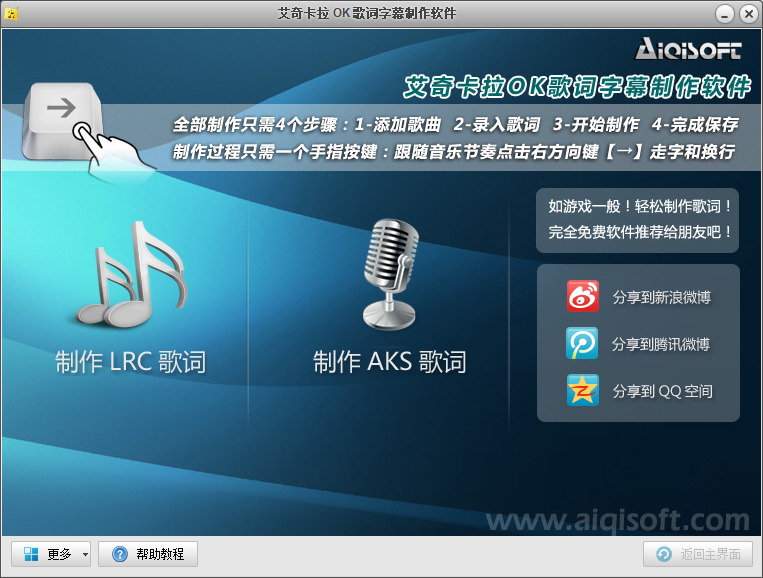 艾奇卡拉OK歌词字幕制作软件
AiQiSOFT
艾奇卡拉OK歌词字幕制作软件
全部制作只需4个步骤：1-添加歌曲 2-录入歌词 3-开始制作 4-完成保存
制作过程只需一个手指按键：跟随音乐节奏点击右方向键【→】走字和换行
如游戏一般！轻松制作歌词！
完全免费软件推荐给朋友吧！
分享到新浪微博
分享到腾讯微博
分享到 QQ 空间
制作 LRC 歌词
制作 AKS 歌词
www.aiqisoft.com
更多
帮助教程
返回主界面